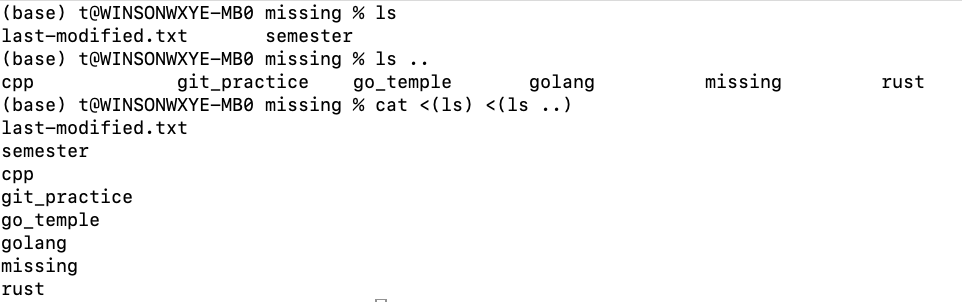 (base) t@WINSONWXYE-MB0 missing % ls
last-modified.txt       semester
(base) t@WINSONWXYE-MB0 missing % ls ..
cpp             git_practice    go_temple       golang          missing         rust
(base) t@WINSONWXYE-MB0 missing % cat <(ls) <(ls ..)
last-modified.txt
semester
cpp
git_practice
go_temple
golang
missing
rust